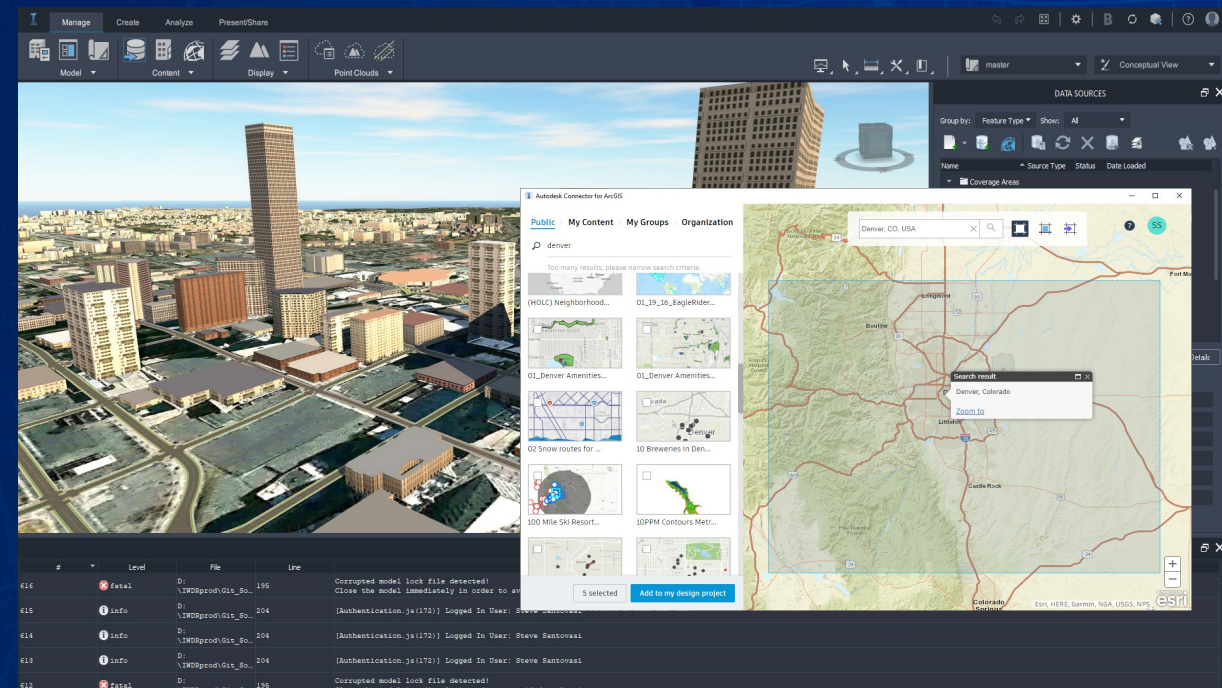 Manage Create Analyze Present/Share
Model Content Display Point Clouds
master Conceptual View
DATA SOURCES
Group by: Feature Type Show: All
Name Source Type Status Date Loaded
Coverage Areas
Autodesk Connector for ArcGIS
Public My Content My Groups Organization
denver
Too many results, please narrow search criteria.
(HOLC) Neighborhood... 01_19_16_EagleRider...
01_Denver Amenities... 01_Denver Amenities...
02 Snow routes for ... 10 Breweries In Den...
100 Mile Ski Resort... 10PPM Contours Metr...
5 selected Add to my design project
Denver, CO, USA
SS
Fort Mo
Longmont
Boulder
Search result
Denver, Colorado
Zoom to
Littleton
Castle Rock
Colorado Springs
Esri, HERE, Garmin, NGA, USGS, NPS
esri
Details
# Level File Line
616 fatal D:\IWDRprod\Git_So... 195 Corrupted model lock file detected!
Close the model immediately in order to av
615 info D:\IWDRprod\Git_So... 204 [Authentication.js(172)] Logged In User: Steve Santovasi
614 info D:\IWDRprod\Git_So... 204 [Authentication.js(172)] Logged In User: Steve Santovasi
613 info D:\IWDRprod\Git_So... 204 [Authentication.js(172)] Logged In User: Steve Santovasi
612 fatal D: 195 Corrupted model lock file detected!